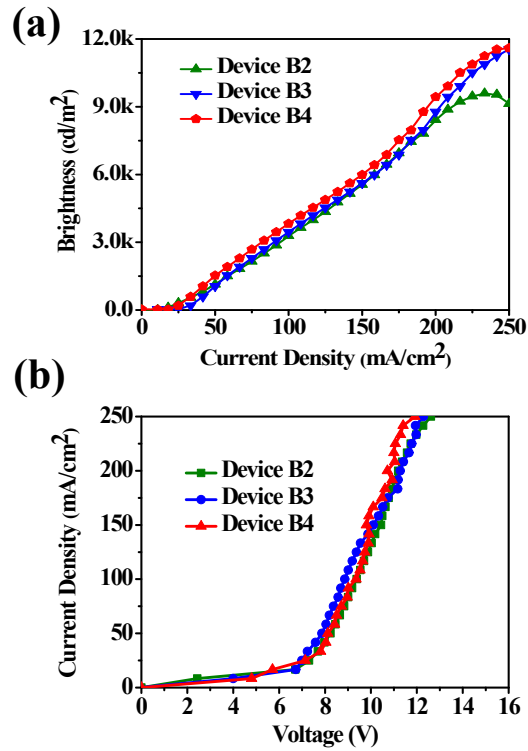 (a)
12.0k
9.0k
6.0k
3.0k
0.0
Brightness (cd/m²)
Device B2
Device B3
Device B4
0 50 100 150 200 250
Current Density (mA/cm²)
(b)
250
200
150
100
50
0
Current Density (mA/cm²)
Device B2
Device B3
Device B4
0 2 4 6 8 10 12 14 16
Voltage (V)